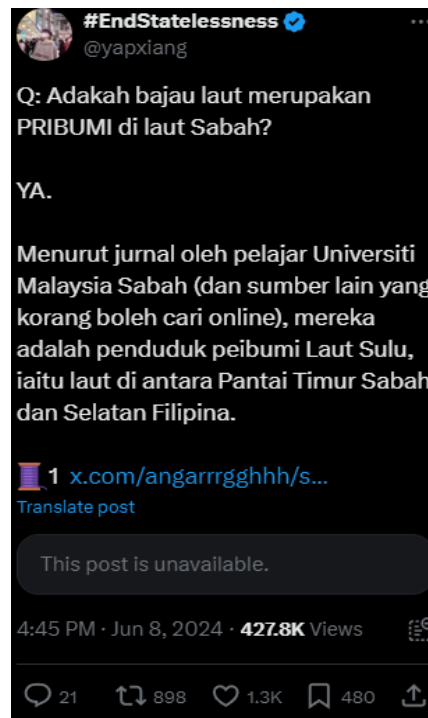 #EndStatelessness
@yapxiang
Q: Adakah bajau laut merupakan
PRIBUMI di laut Sabah?
YA.
Menurut jurnal oleh pelajar Universiti
Malaysia Sabah (dan sumber lain yang
korang boleh cari online), mereka
adalah penduduk peibumi Laut Sulu,
iaitu laut di antara Pantai Timur Sabah
dan Selatan Filipina.
🧵1 x.com/angarrrgghhh/s...
Translate post
This post is unavailable.
4:45 PM · Jun 8, 2024 · 427.8K Views
21 898 1.3K 480